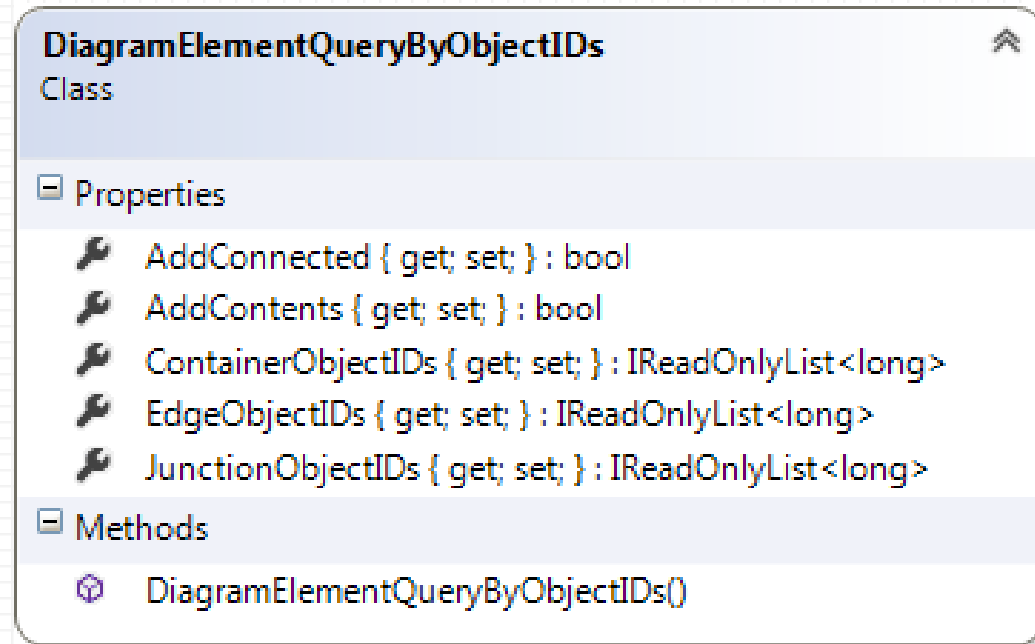 DiagramElementQueryByObjectIDs
Class
Properties
AddConnected { get; set; } : bool
AddContents { get; set; } : bool
ContainerObjectIDs { get; set; } : IReadOnlyList<long>
EdgeObjectIDs { get; set; } : IReadOnlyList<long>
JunctionObjectIDs { get; set; } : IReadOnlyList<long>
Methods
DiagramElementQueryByObjectIDs()